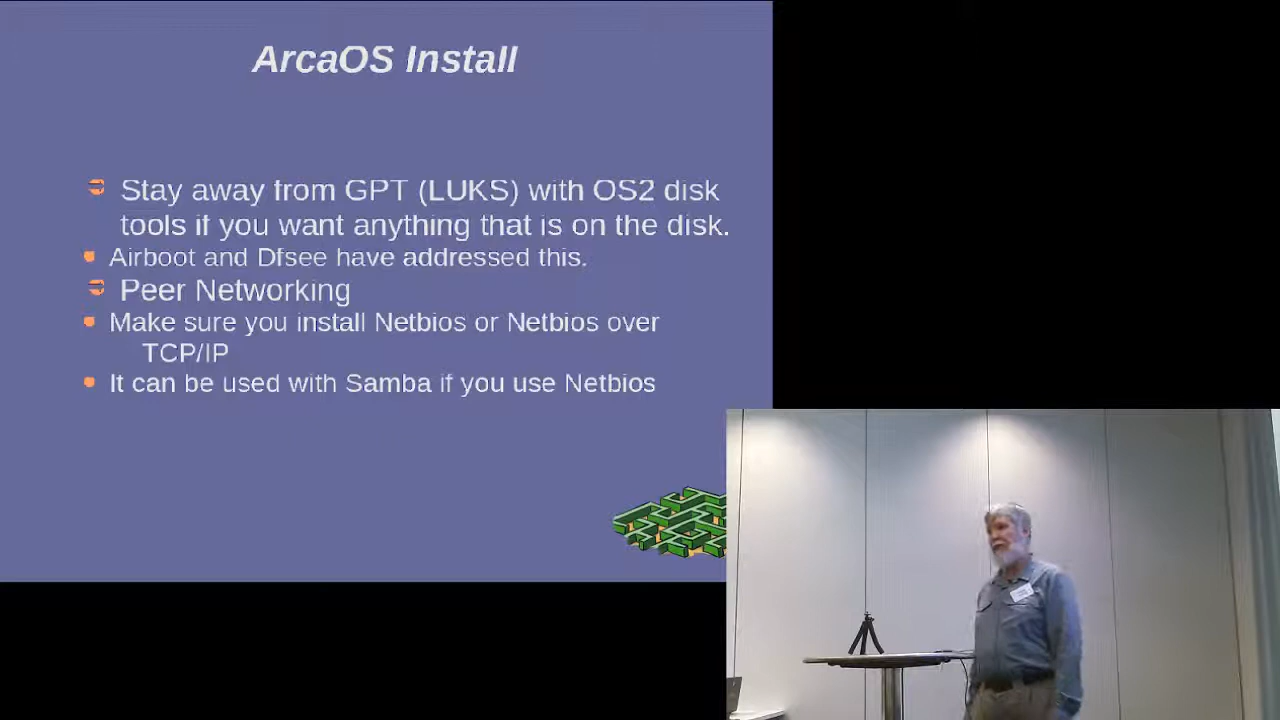 ArcaOS Install
Stay away from GPT (LUKS) with OS2 disk
tools if you want anything that is on the disk.
Airboot and Dfsee have addressed this.
Peer Networking
Make sure you install Netbios or Netbios over
TCP/IP
It can be used with Samba if you use Netbios